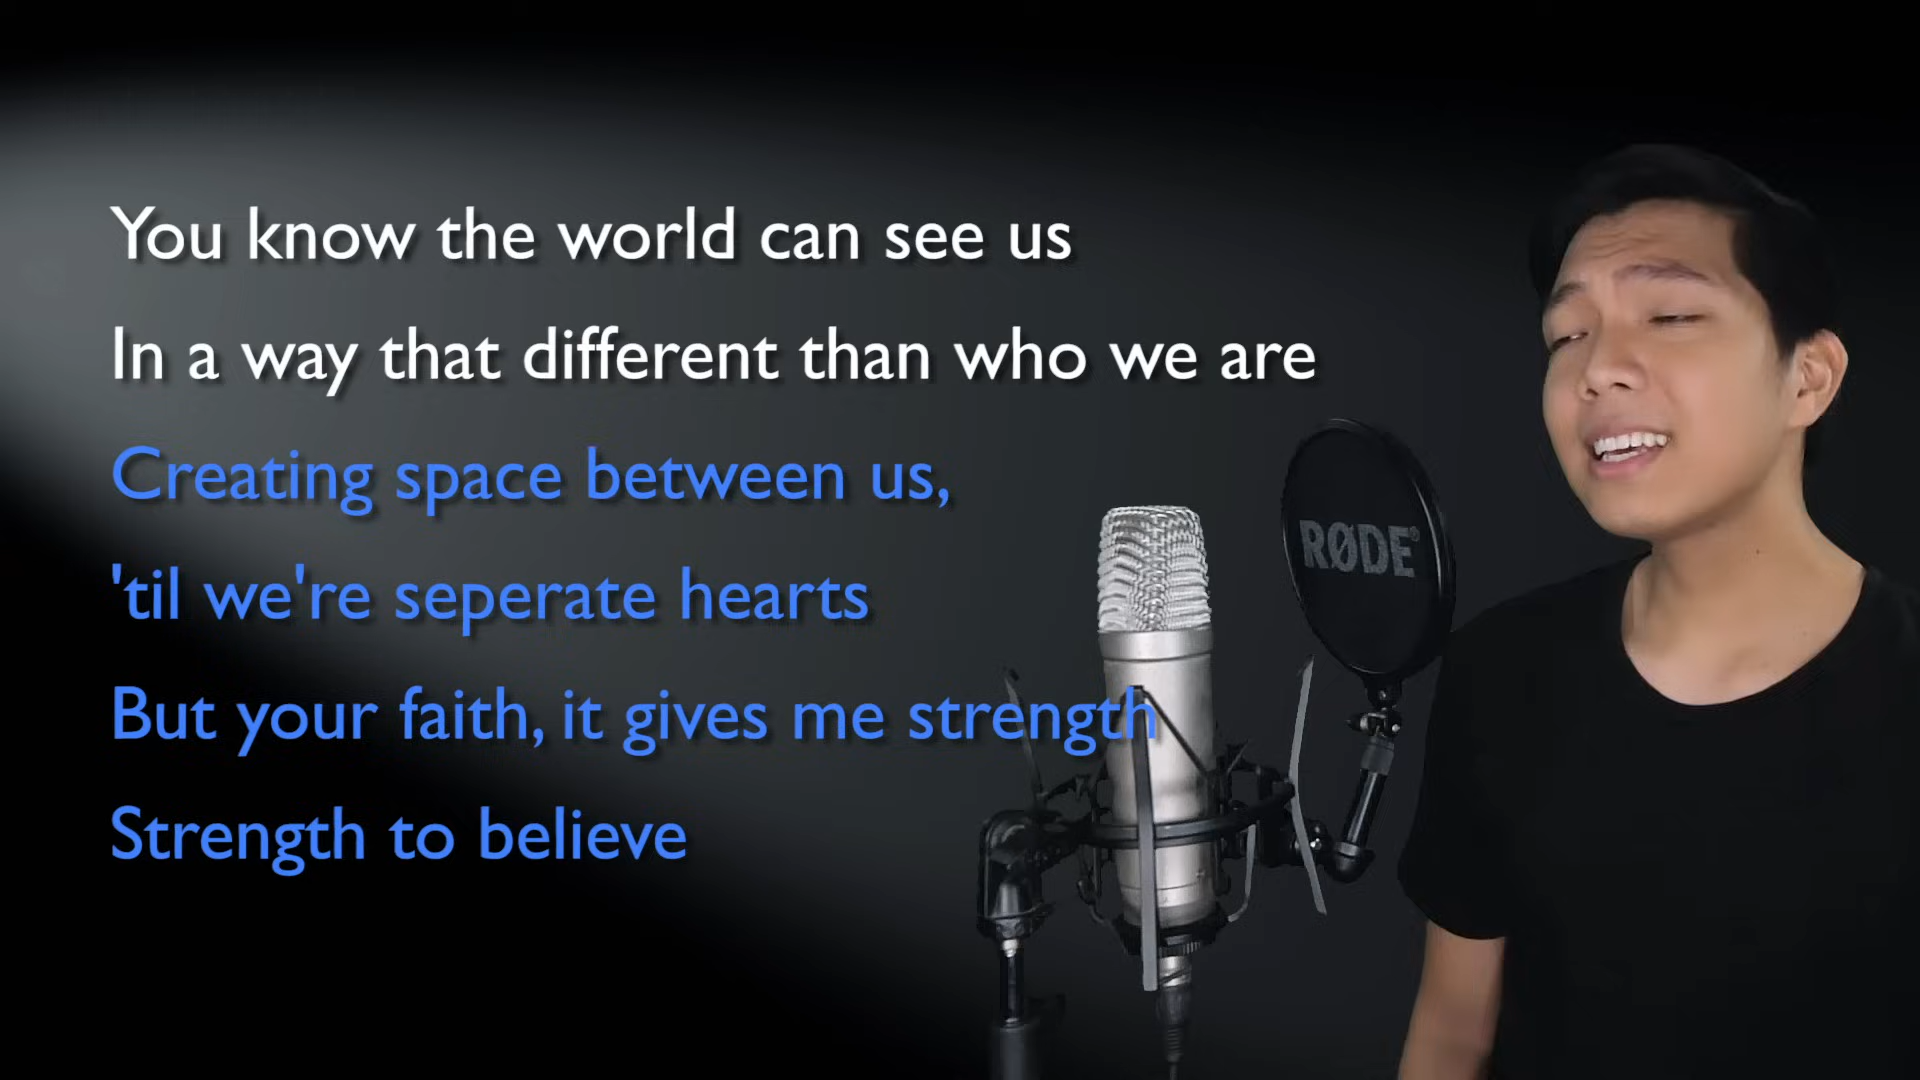 You know the world can see us
In a way that different than who we are
Creating space between us,
'til we're seperate hearts
But your faith, it gives me strength
Strength to believe
RØDE®